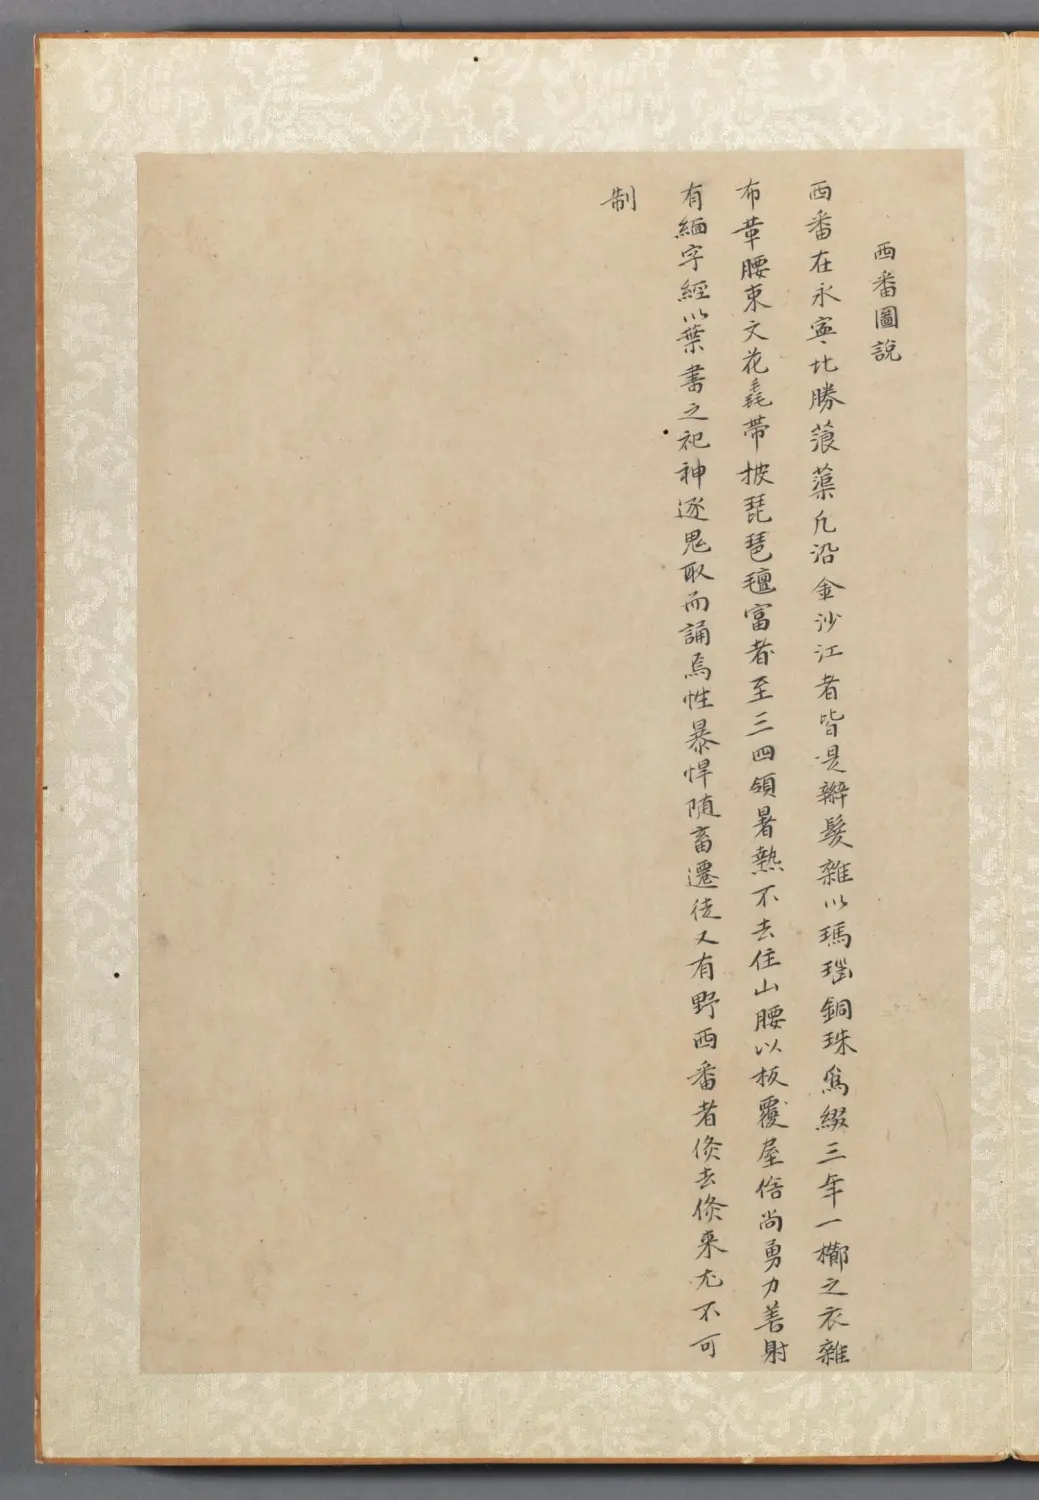 西番圖說
西番在永寧北勝蒗蕖凡沿金沙江者皆是辮髮雜以瑪瑙銅珠為綴三年一櫛之衣雜
布革腰束文花毳帶披琵琶氊富者至三四領暑熱不去住山腰以板覆屋俗尚勇力善射
有緬字經以葉書之祀神逐鬼取而誦焉性暴悍隨畜遷徒又有野西番者倏去倏來尤不可
制